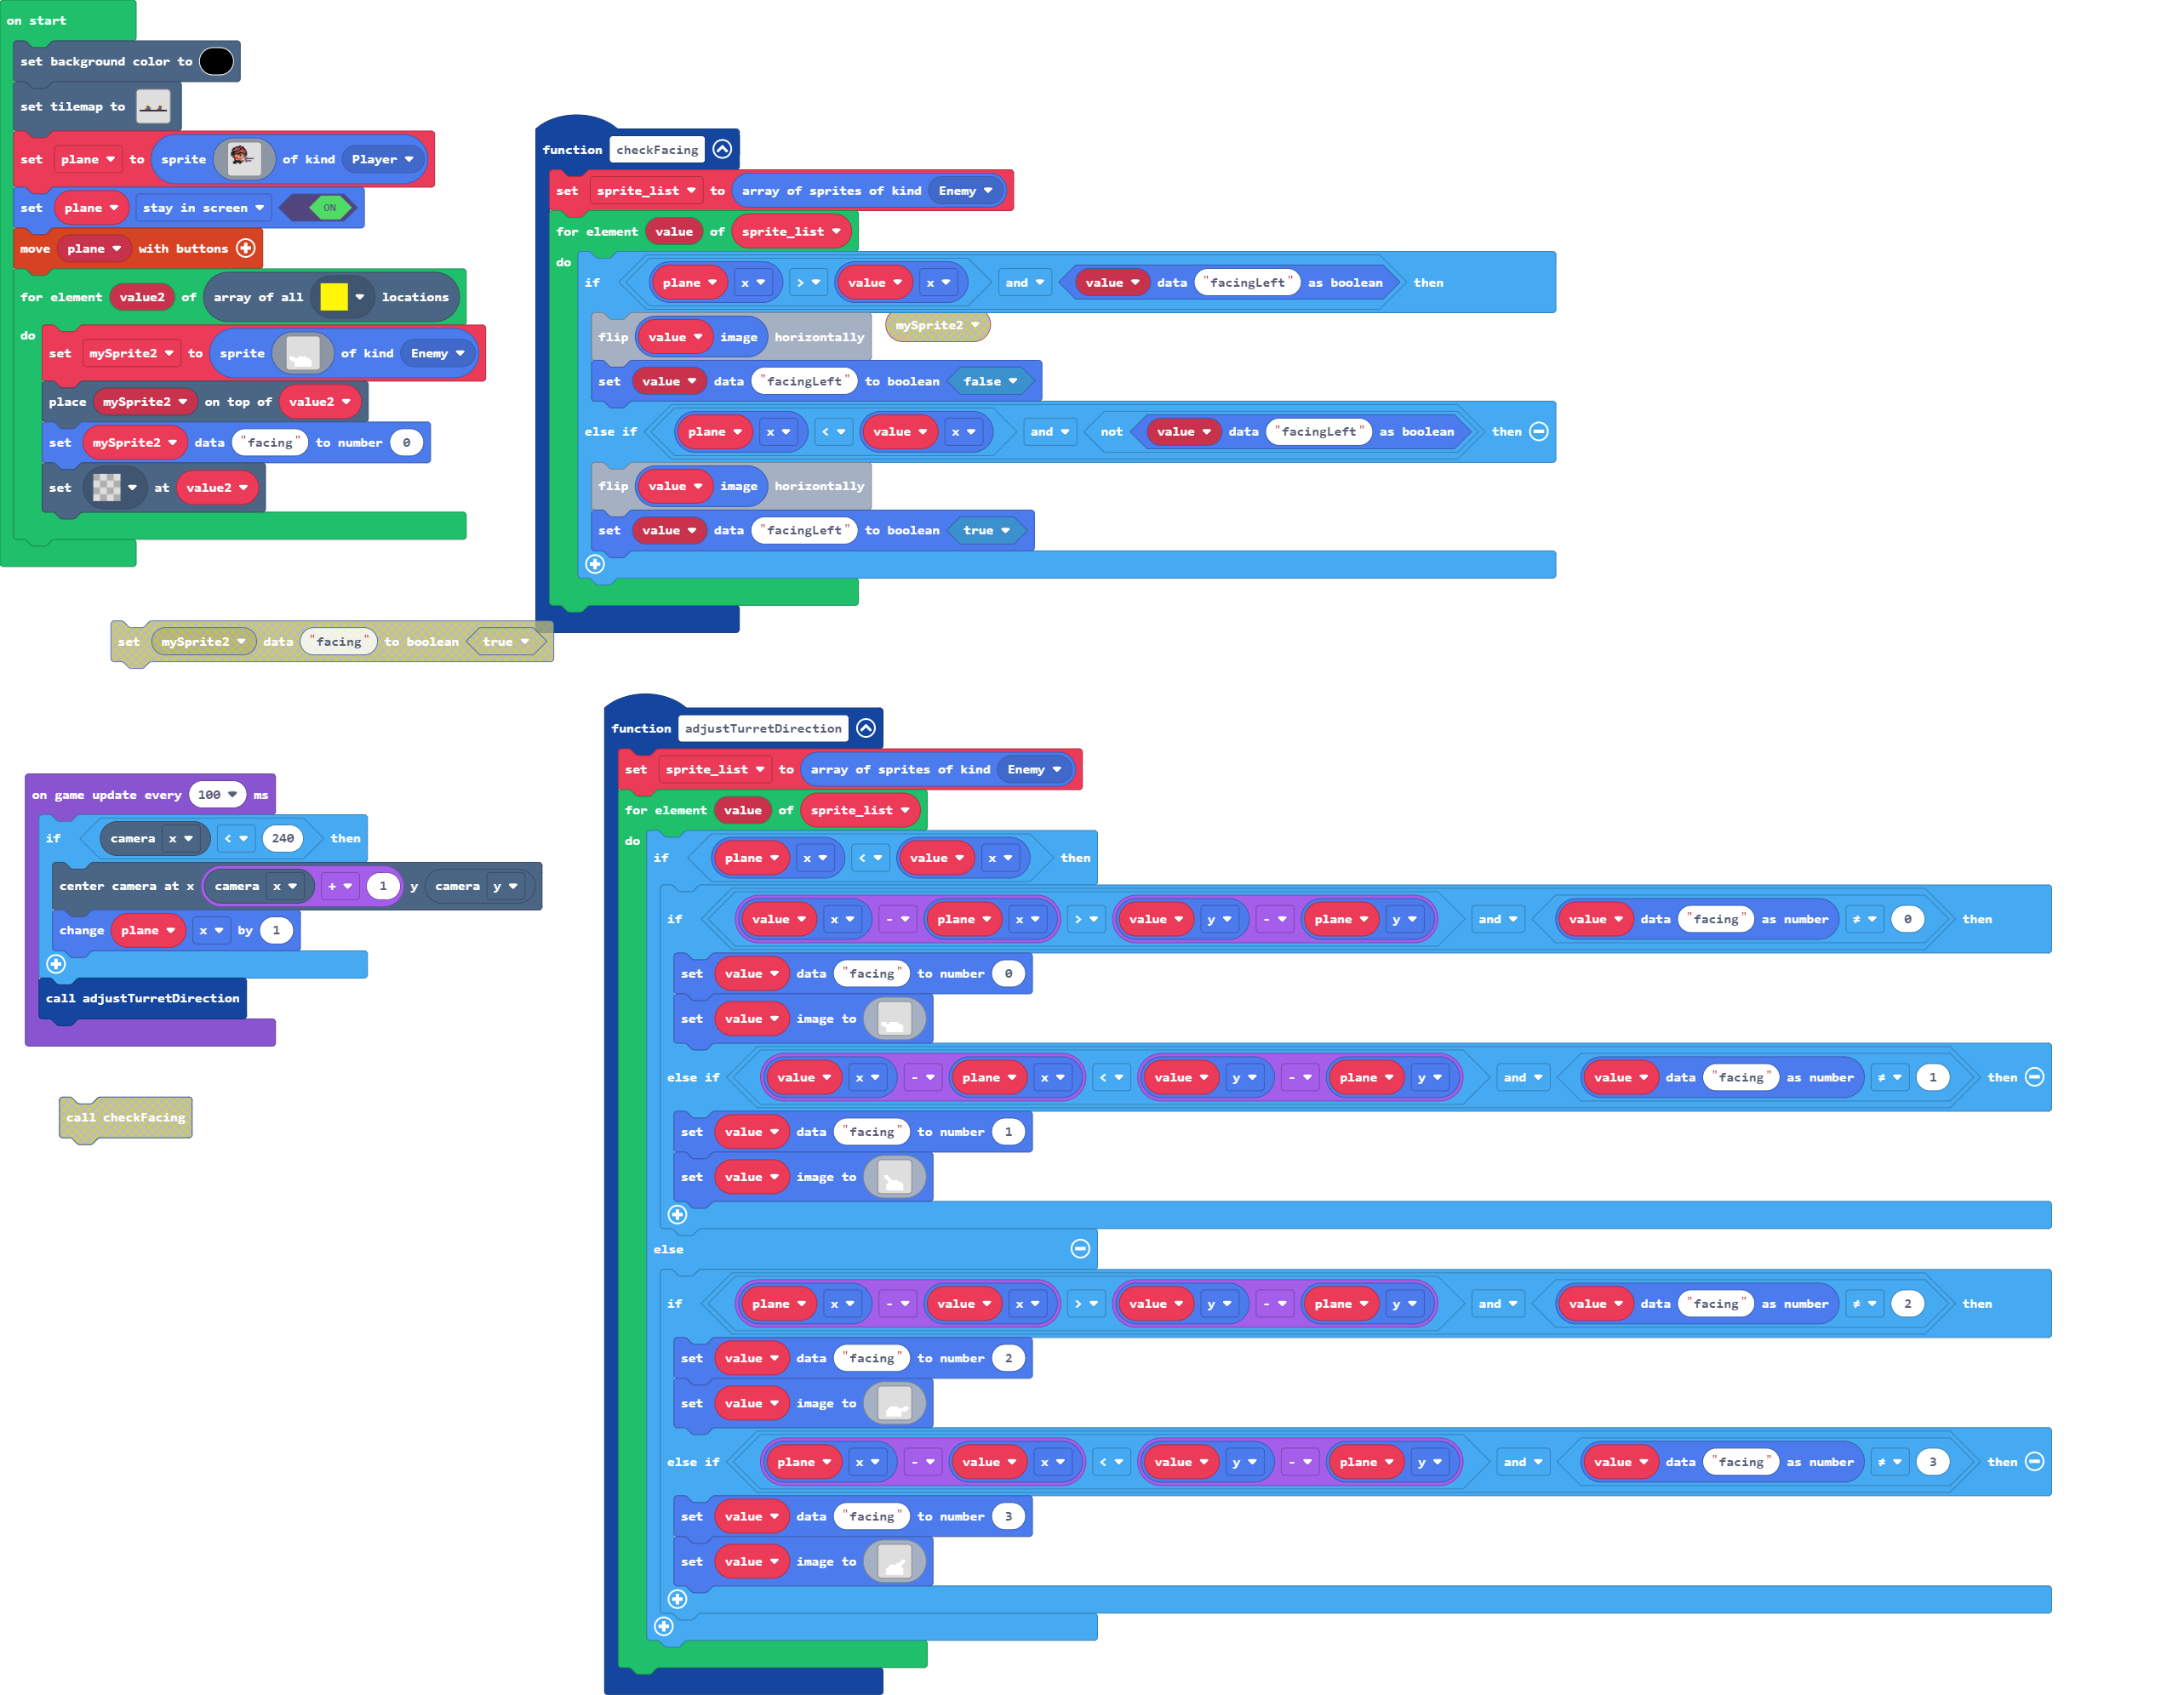 on start
set background color to
set tilemap to
set plane to sprite of kind Player
set plane stay in screen ON
move plane with buttons
for element value2 of array of all locations
do
set mySprite2 to sprite of kind Enemy
place mySprite2 on top of value2
set mySprite2 data "facing" to number 0
set at value2
function checkFacing
set sprite_list to array of sprites of kind Enemy
for element value of sprite_list
do
if plane x > value x and value data "facingLeft" as boolean then
flip value image horizontally
mySprite2
set value data "facingLeft" to boolean false
else if plane x < value x and not value data "facingLeft" as boolean then
flip value image horizontally
set value data "facingLeft" to boolean true
set mySprite2 data "facing" to boolean true
on game update every 100 ms
if camera x < 240 then
center camera at x camera x + 1 y camera y
change plane x by 1
call adjustTurretDirection
call checkFacing
function adjustTurretDirection
set sprite_list to array of sprites of kind Enemy
for element value of sprite_list
do
if plane x < value x then
if value x - plane x > value y - plane y and value data "facing" as number ≠ 0 then
set value data "facing" to number 0
set value image to
else if value x - plane x < value y - plane y and value data "facing" as number ≠ 1 then
set value data "facing" to number 1
set value image to
else
if plane x - value x > value y - plane y and value data "facing" as number ≠ 2 then
set value data "facing" to number 2
set value image to
else if plane x - value x < value y - plane y and value data "facing" as number ≠ 3 then
set value data "facing" to number 3
set value image to